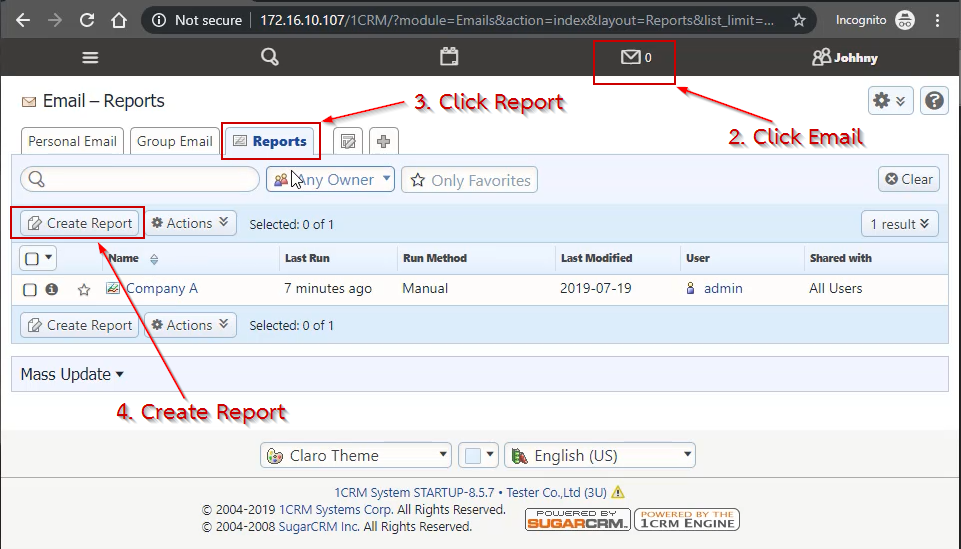 Not secure | 172.16.10.107/1CRM/?module=Emails&action=index&layout=Reports&list_limit=... Incognito
0 Johhny
Email – Reports
3. Click Report
2. Click Email
Personal Email Group Email Reports
Any Owner Only Favorites Clear
Create Report Actions Selected: 0 of 1 1 result
Name Last Run Run Method Last Modified User Shared with
Company A 7 minutes ago Manual 2019-07-19 admin All Users
Create Report Actions Selected: 0 of 1
Mass Update
4. Create Report
Claro Theme English (US)
1CRM System STARTUP-8.5.7 • Tester Co.,Ltd (3U)
© 2004-2019 1CRM Systems Corp. All Rights Reserved.
© 2004-2008 SugarCRM Inc. All Rights Reserved.
POWERED BY
SUGARCRM.
POWERED BY THE
1CRM ENGINE